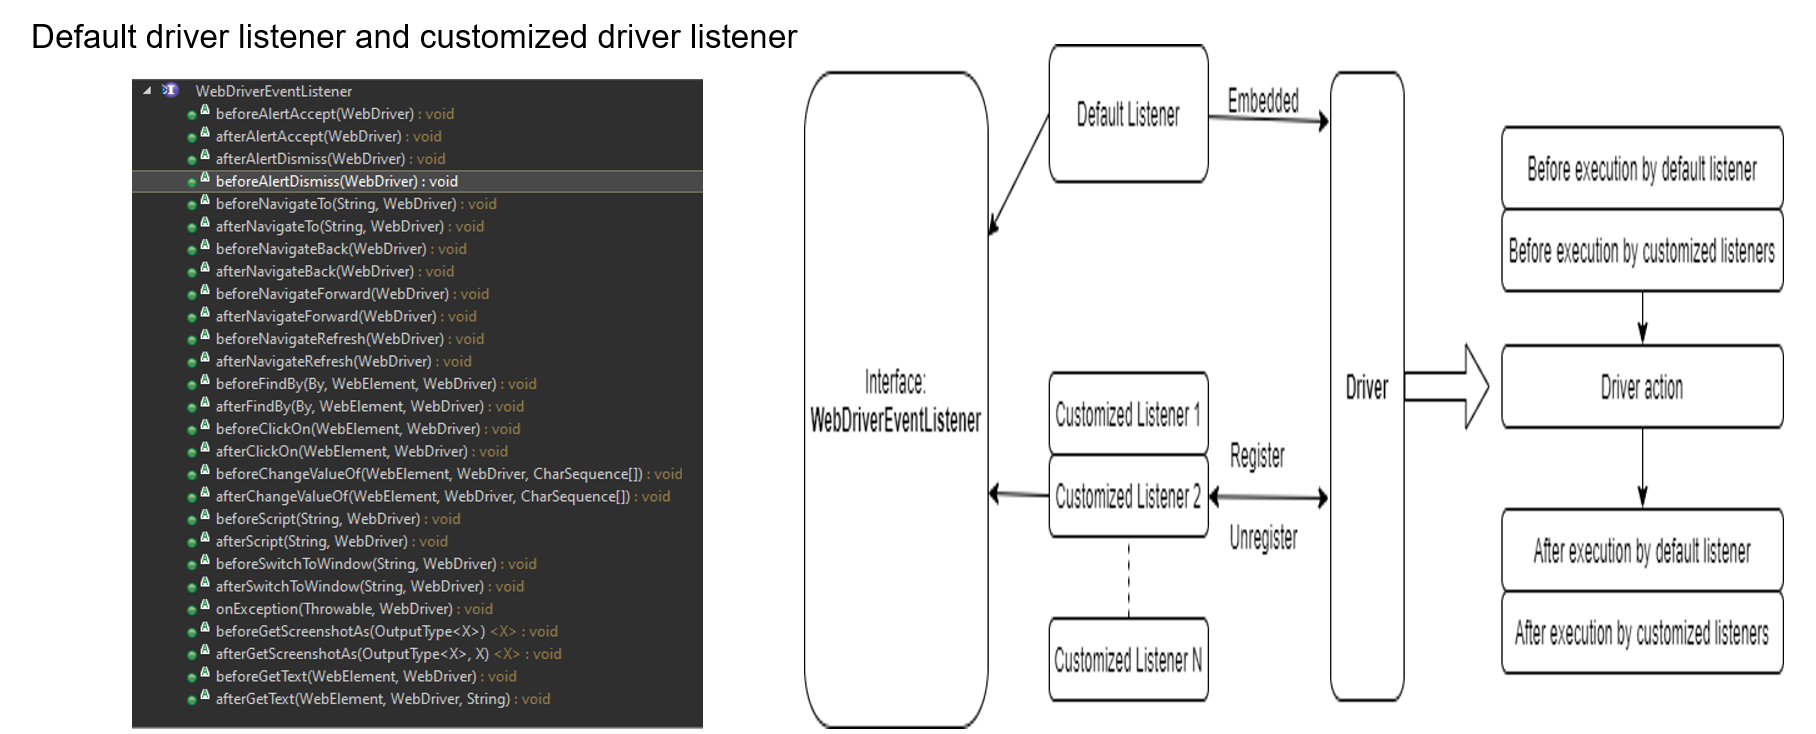 Default driver listener and customized driver listener
WebDriverEventListener
beforeAlertAccept(WebDriver) : void
afterAlertAccept(WebDriver) : void
afterAlertDismiss(WebDriver) : void
beforeAlertDismiss(WebDriver) : void
beforeNavigateTo(String, WebDriver) : void
afterNavigateTo(String, WebDriver) : void
beforeNavigateBack(WebDriver) : void
afterNavigateBack(WebDriver) : void
beforeNavigateForward(WebDriver) : void
afterNavigateForward(WebDriver) : void
beforeNavigateRefresh(WebDriver) : void
afterNavigateRefresh(WebDriver) : void
beforeFindBy(By, WebElement, WebDriver) : void
afterFindBy(By, WebElement, WebDriver) : void
beforeClickOn(WebElement, WebDriver) : void
afterClickOn(WebElement, WebDriver) : void
beforeChangeValueOf(WebElement, WebDriver, CharSequence[]) : void
afterChangeValueOf(WebElement, WebDriver, CharSequence[]) : void
beforeScript(String, WebDriver) : void
afterScript(String, WebDriver) : void
beforeSwitchToWindow(String, WebDriver) : void
afterSwitchToWindow(String, WebDriver) : void
onException(Throwable, WebDriver) : void
beforeGetScreenshotAs(OutputType<X>) <X> : void
afterGetScreenshotAs(OutputType<X>, X) <X> : void
beforeGetText(WebElement, WebDriver) : void
afterGetText(WebElement, WebDriver, String) : void
Interface:
WebDriverEventListener
Default Listener
Embedded
Customized Listener 1
Customized Listener 2
Customized Listener N
Register
Unregister
Driver
Before execution by default listener
Before execution by customized listeners
Driver action
After execution by default listener
After execution by customized listeners